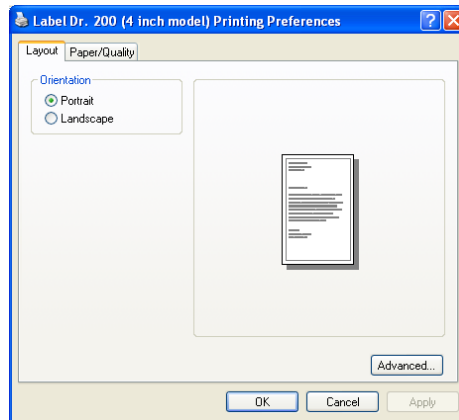 Label Dr. 200 (4 inch model) Printing Preferences
Layout Paper/Quality
Orientation
Portrait
Landscape
Advanced...
OK Cancel Apply